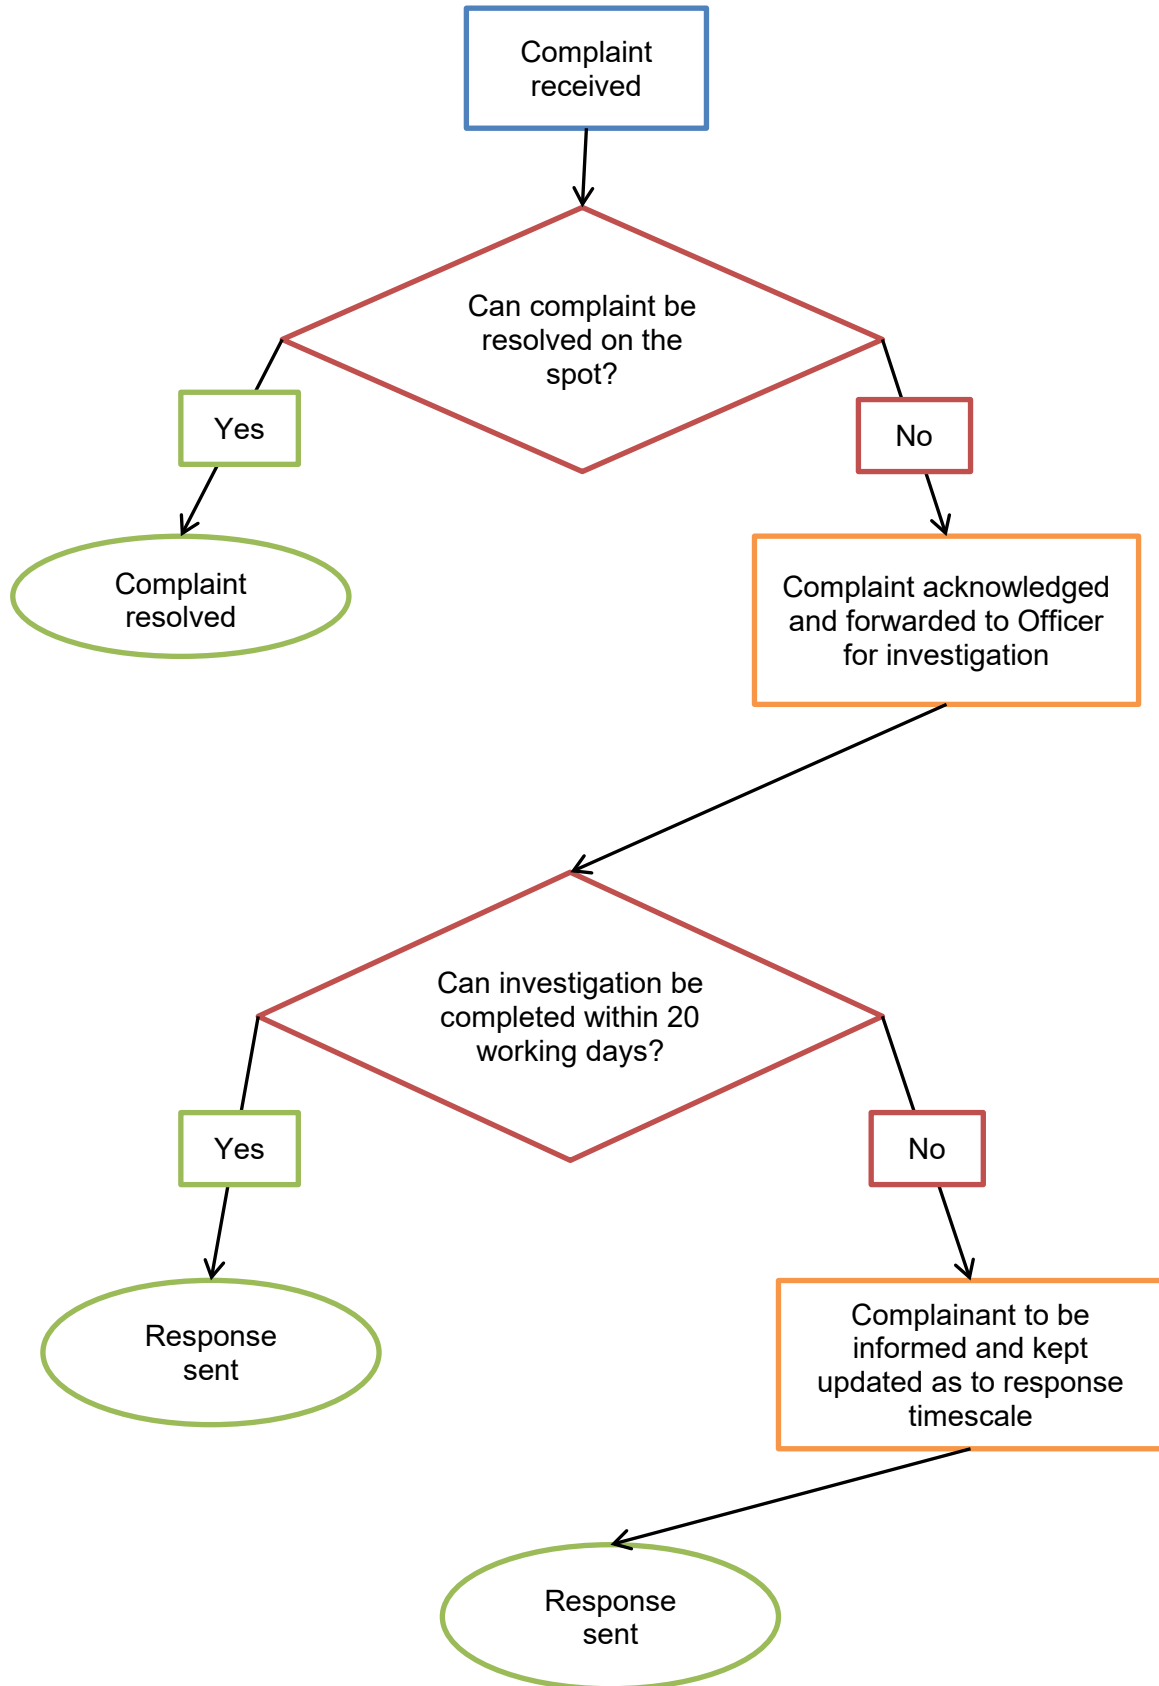 Complaint
received
Can complaint be
resolved on the
spot?
Yes
No
Complaint
resolved
Complaint acknowledged
and forwarded to Officer
for investigation
Can investigation be
completed within 20
working days?
Yes
No
Response
sent
Complainant to be
informed and kept
updated as to response
timescale
Response
sent